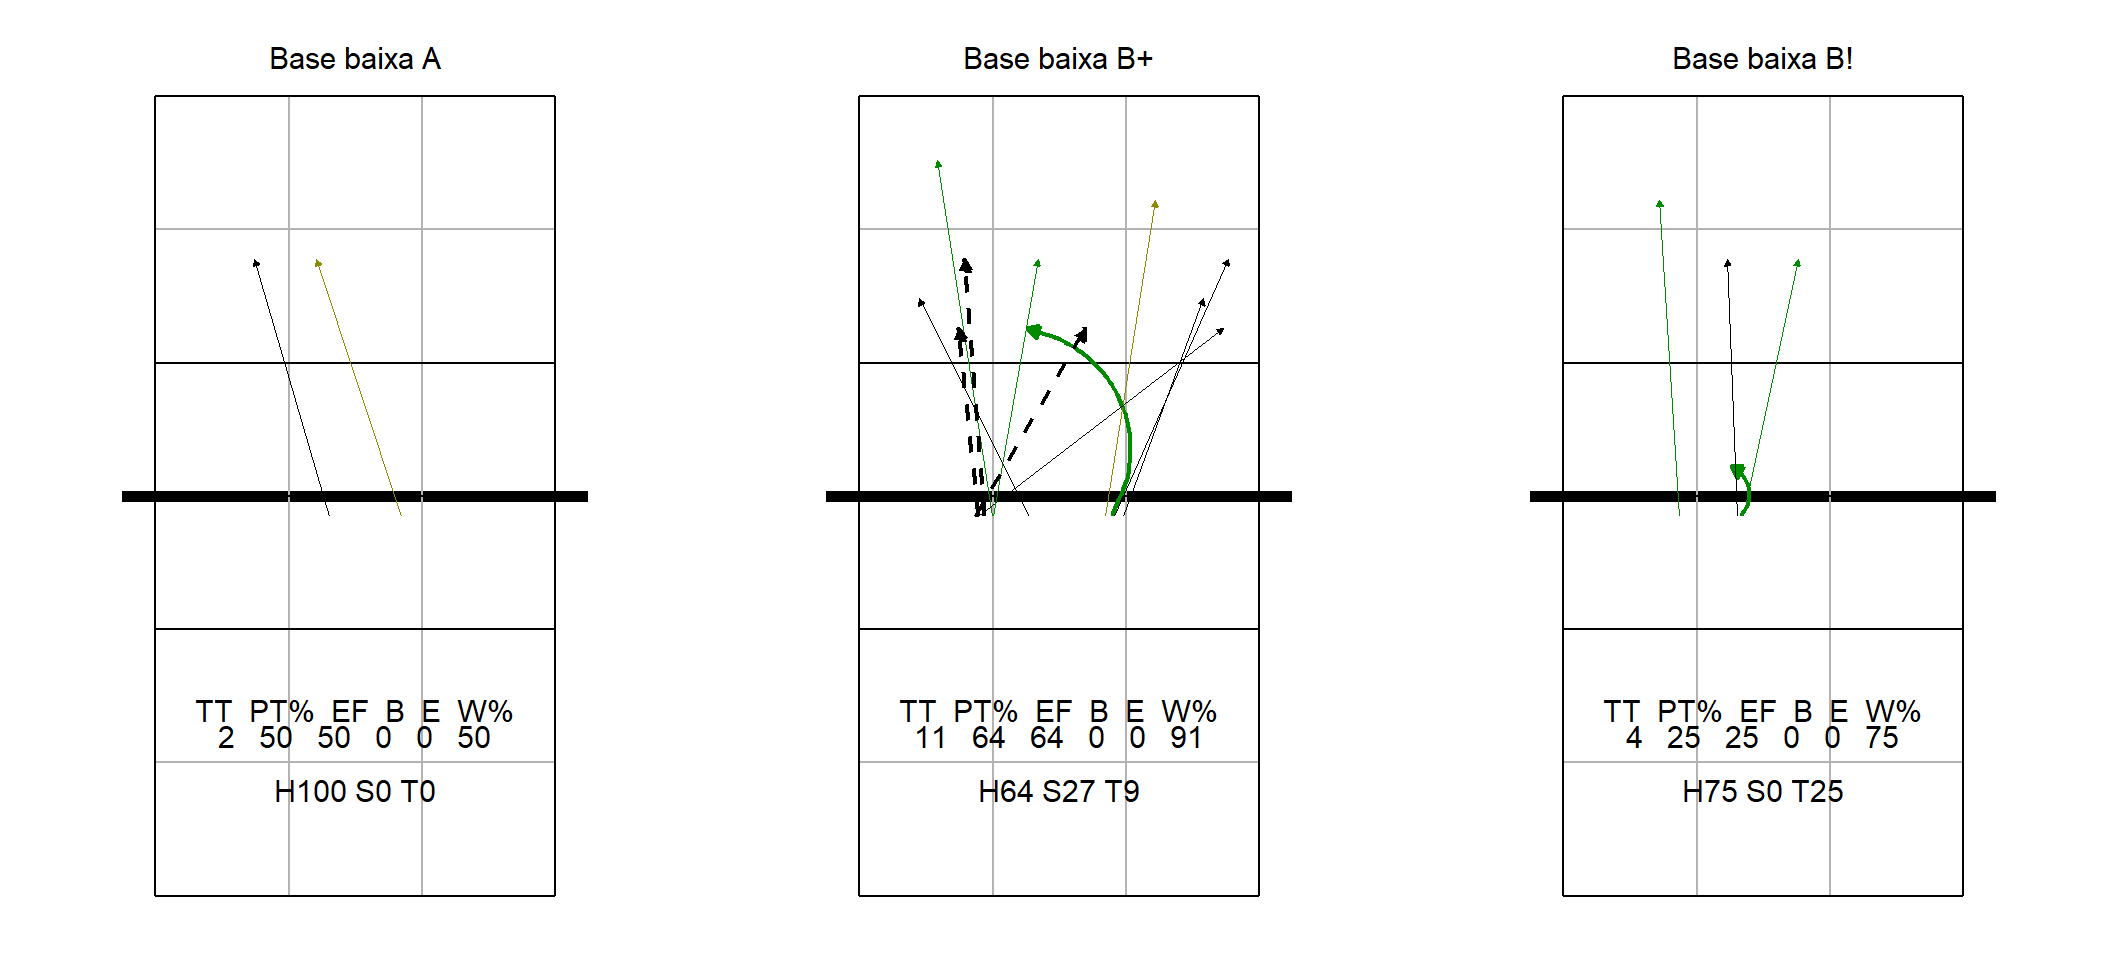 Base baixa A
TT PT% EF B E W%
2 50 50 0 0 50
H100 S0 T0
Base baixa B+
TT PT% EF B E W%
11 64 64 0 0 91
H64 S27 T9
Base baixa B!
TT PT% EF B E W%
4 25 25 0 0 75
H75 S0 T25